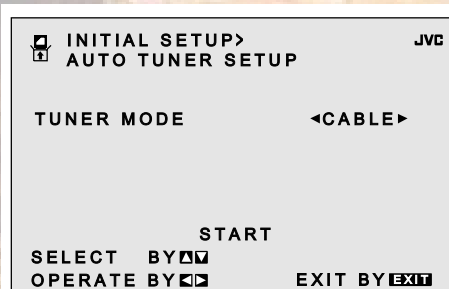 INITIAL SETUP> JVC
AUTO TUNER SETUP
TUNER MODE ◄CABLE►
START
SELECT BY▲▼
OPERATE BY◄► EXIT BY EXIT